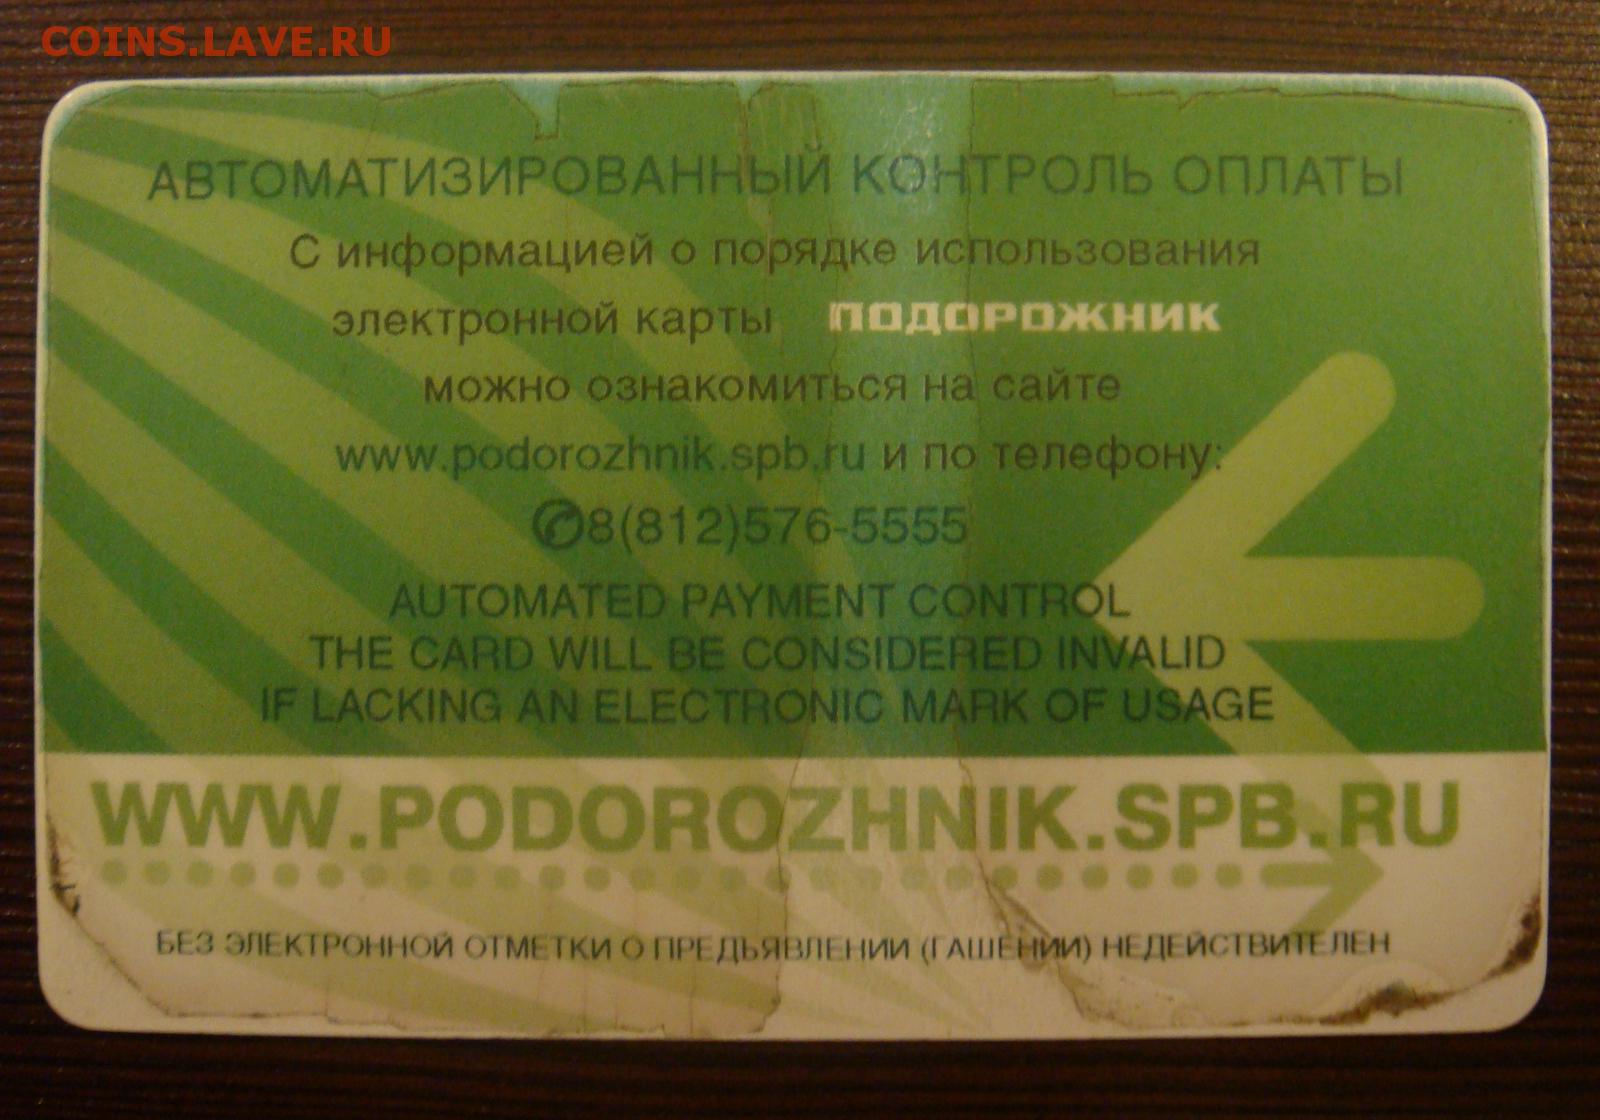 COINS.LAVE.RU
АВТОМАТИЗИРОВАННЫЙ КОНТРОЛЬ ОПЛАТЫ
С информацией о порядке использования
электронной карты ПОДОРОЖНИК
можно ознакомиться на сайте
www.podorozhnik.spb.ru и по телефону:
✆8(812)576-5555
AUTOMATED PAYMENT CONTROL
THE CARD WILL BE CONSIDERED INVALID
IF LACKING AN ELECTRONIC MARK OF USAGE
WWW.PODOROZHNIK.SPB.RU
БЕЗ ЭЛЕКТРОННОЙ ОТМЕТКИ О ПРЕДЪЯВЛЕНИИ (ГАШЕНИИ) НЕДЕЙСТВИТЕЛЕН